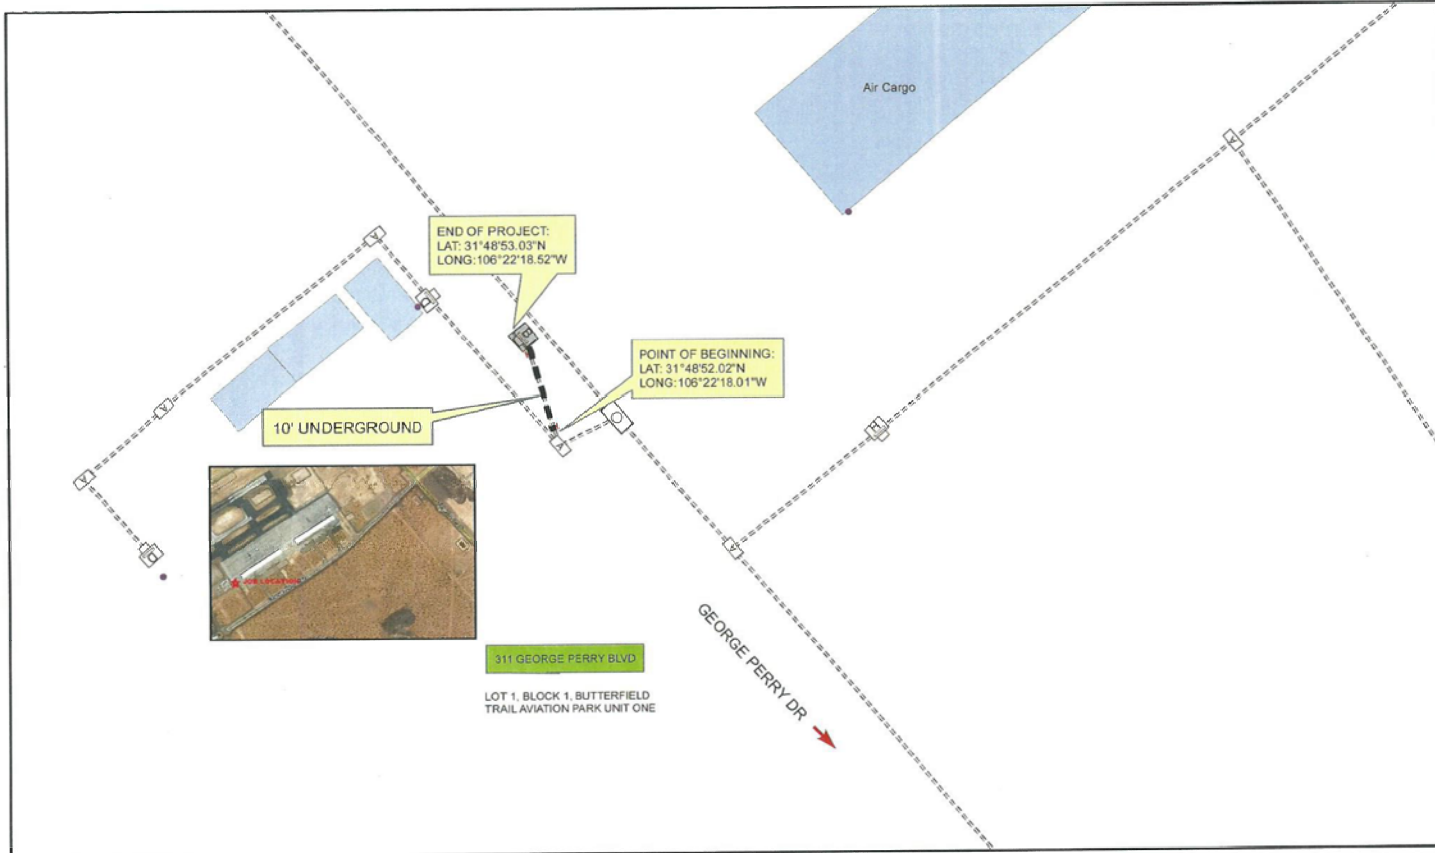 Air Cargo
END OF PROJECT:
LAT: 31°48'53.03"N
LONG:106°22'18.52"W
POINT OF BEGINNING:
LAT: 31°48'52.02"N
LONG:106°22'18.01"W
10' UNDERGROUND
JOB LOCATION
311 GEORGE PERRY BLVD
LOT 1, BLOCK 1, BUTTERFIELD
TRAIL AVIATION PARK UNIT ONE
GEORGE PERRY DR
A
A
D
B
A
A
H
A
A
D